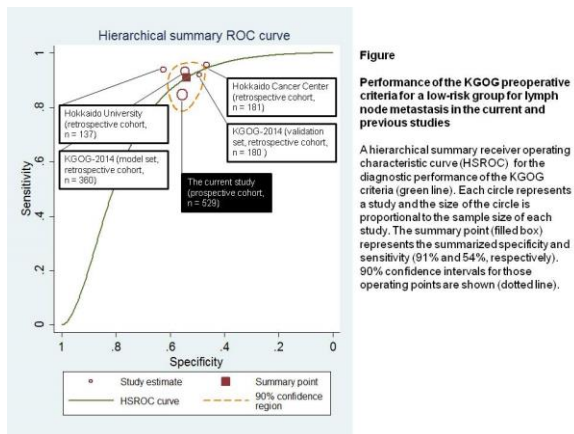 Hierarchical summary ROC curve
Sensitivity
1
.8
.6
.4
.2
0
Hokkaido University
(retrospective cohort,
n = 137)
KGOG-2014 (model set,
retrospective cohort,
n = 360)
Hokkaido Cancer Center
(retrospective cohort,
n = 181)
KGOG-2014 (validation
set, retrospective cohort,
n = 180 )
The current study
(prospective cohort,
n = 529)
1
.8
.6
.4
.2
0
Specificity
Study estimate
Summary point
HSROC curve
90% confidence
region
Figure
Performance of the KGOG preoperative
criteria for a low-risk group for lymph
node metastasis in the current and
previous studies
A hierarchical summary receiver operating
characteristic curve (HSROC) for the
diagnostic performance of the KGOG
criteria (green line). Each circle represents
a study and the size of the circle is
proportional to the sample size of each
study. The summary point (filled box)
represents the summarized specificity and
sensitivity (91% and 54%, respectively).
90% confidence intervals for those
operating points are shown (dotted line).